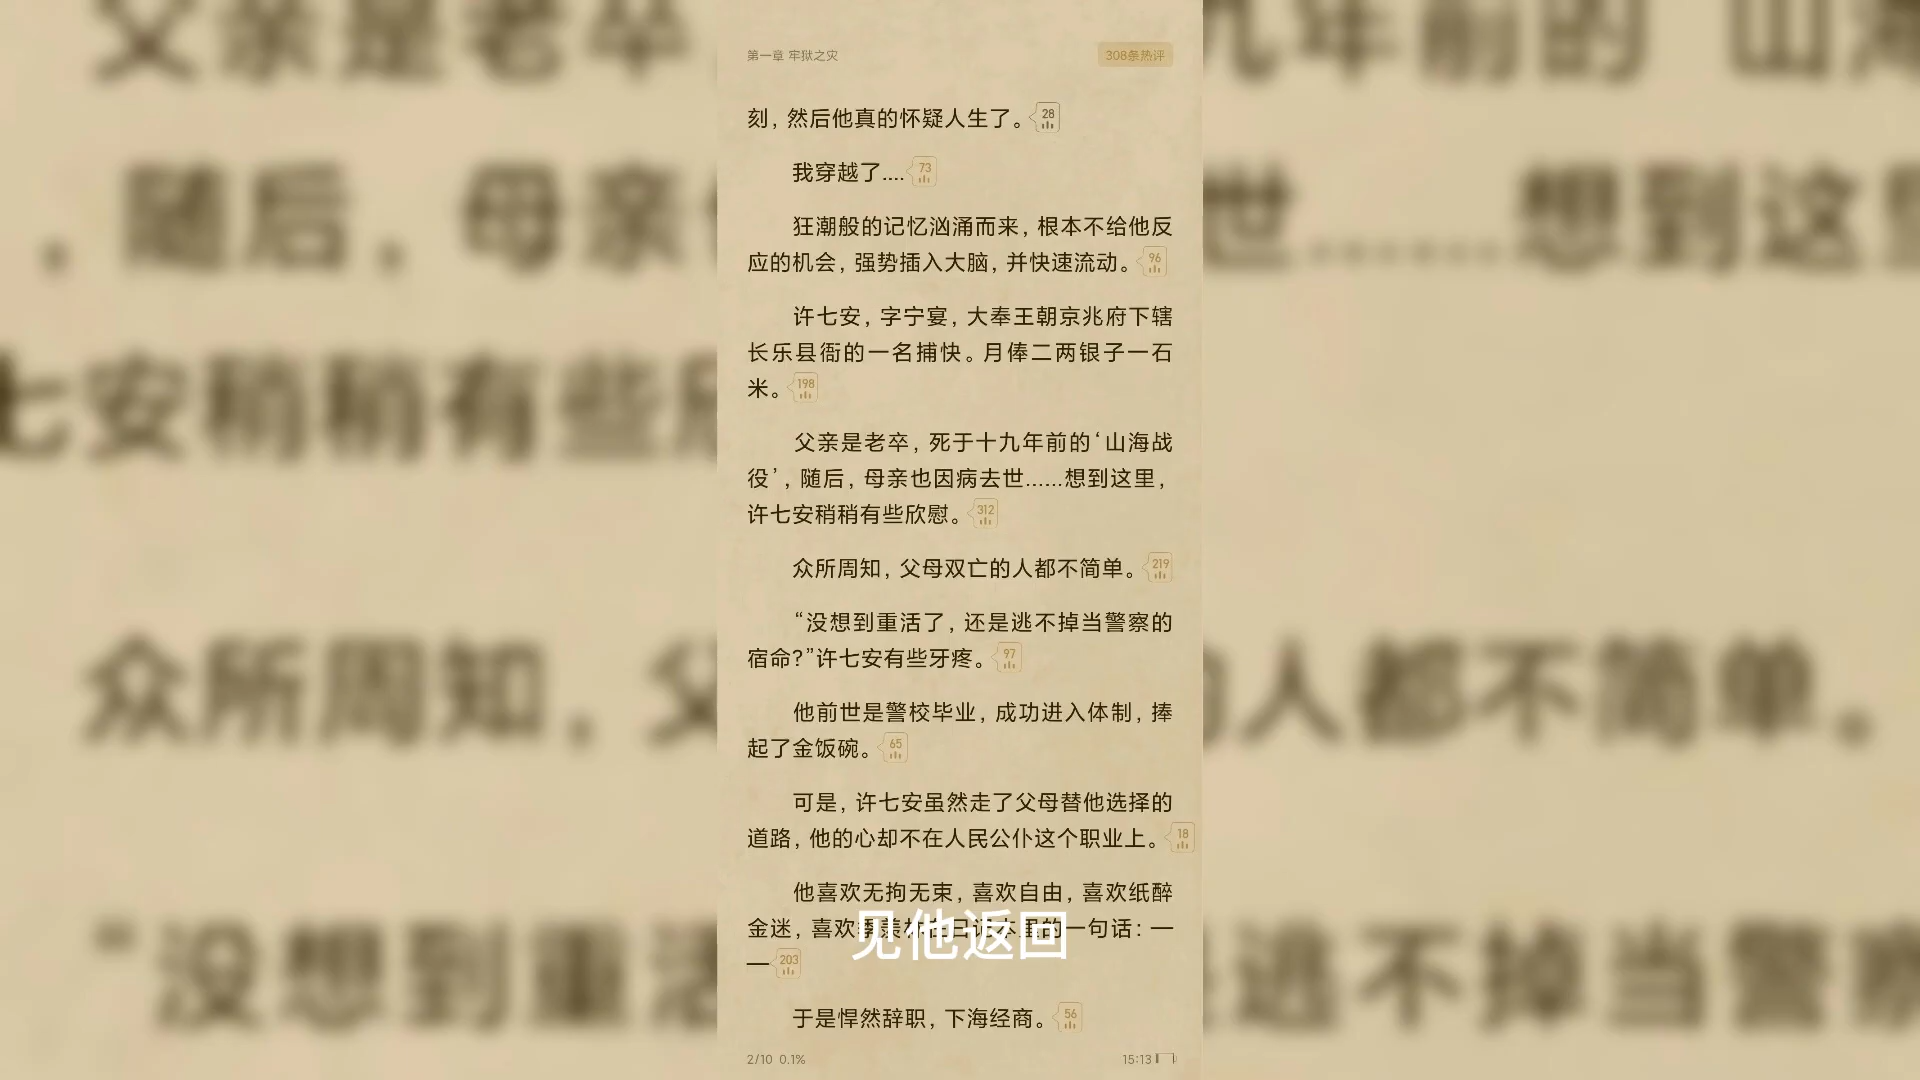 第一章 牢狱之灾
308条热评
刻，然后他真的怀疑人生了。28
我穿越了....73
狂潮般的记忆汹涌而来，根本不给他反
应的机会，强势插入大脑，并快速流动。96
许七安，字宁宴，大奉王朝京兆府下辖
长乐县衙的一名捕快。月俸二两银子一石
米。198
父亲是老卒，死于十九年前的‘山海战
役’，随后，母亲也因病去世......想到这里，
许七安稍稍有些欣慰。312
众所周知，父母双亡的人都不简单。219
“没想到重活了，还是逃不掉当警察的
宿命？”许七安有些牙疼。97
他前世是警校毕业，成功进入体制，捧
起了金饭碗。65
可是，许七安虽然走了父母替他选择的
道路，他的心却不在人民公仆这个职业上。18
他喜欢无拘无束，喜欢自由，喜欢纸醉
金迷，喜欢季羡林在日记本里的一句话：—
—203
见他返回
于是悍然辞职，下海经商。56
2/10 0.1%
15:13